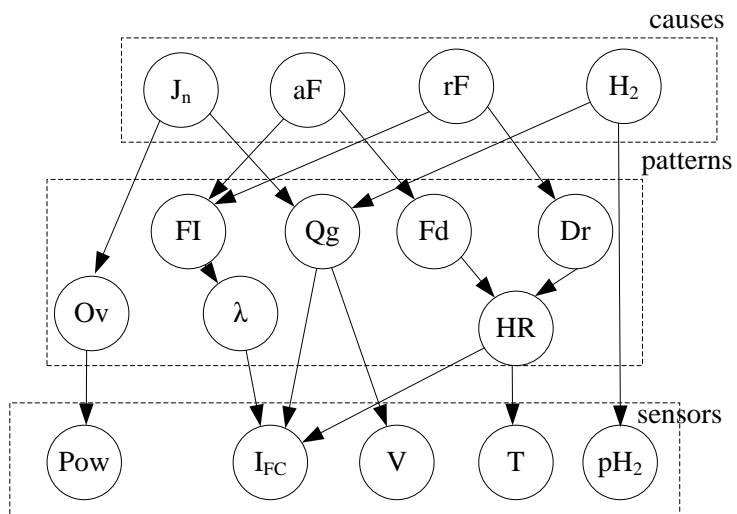 causes
Jn
aF
rF
H2
patterns
FI
Qg
Fd
Dr
Ov
λ
HR
sensors
Pow
IFC
V
T
pH2